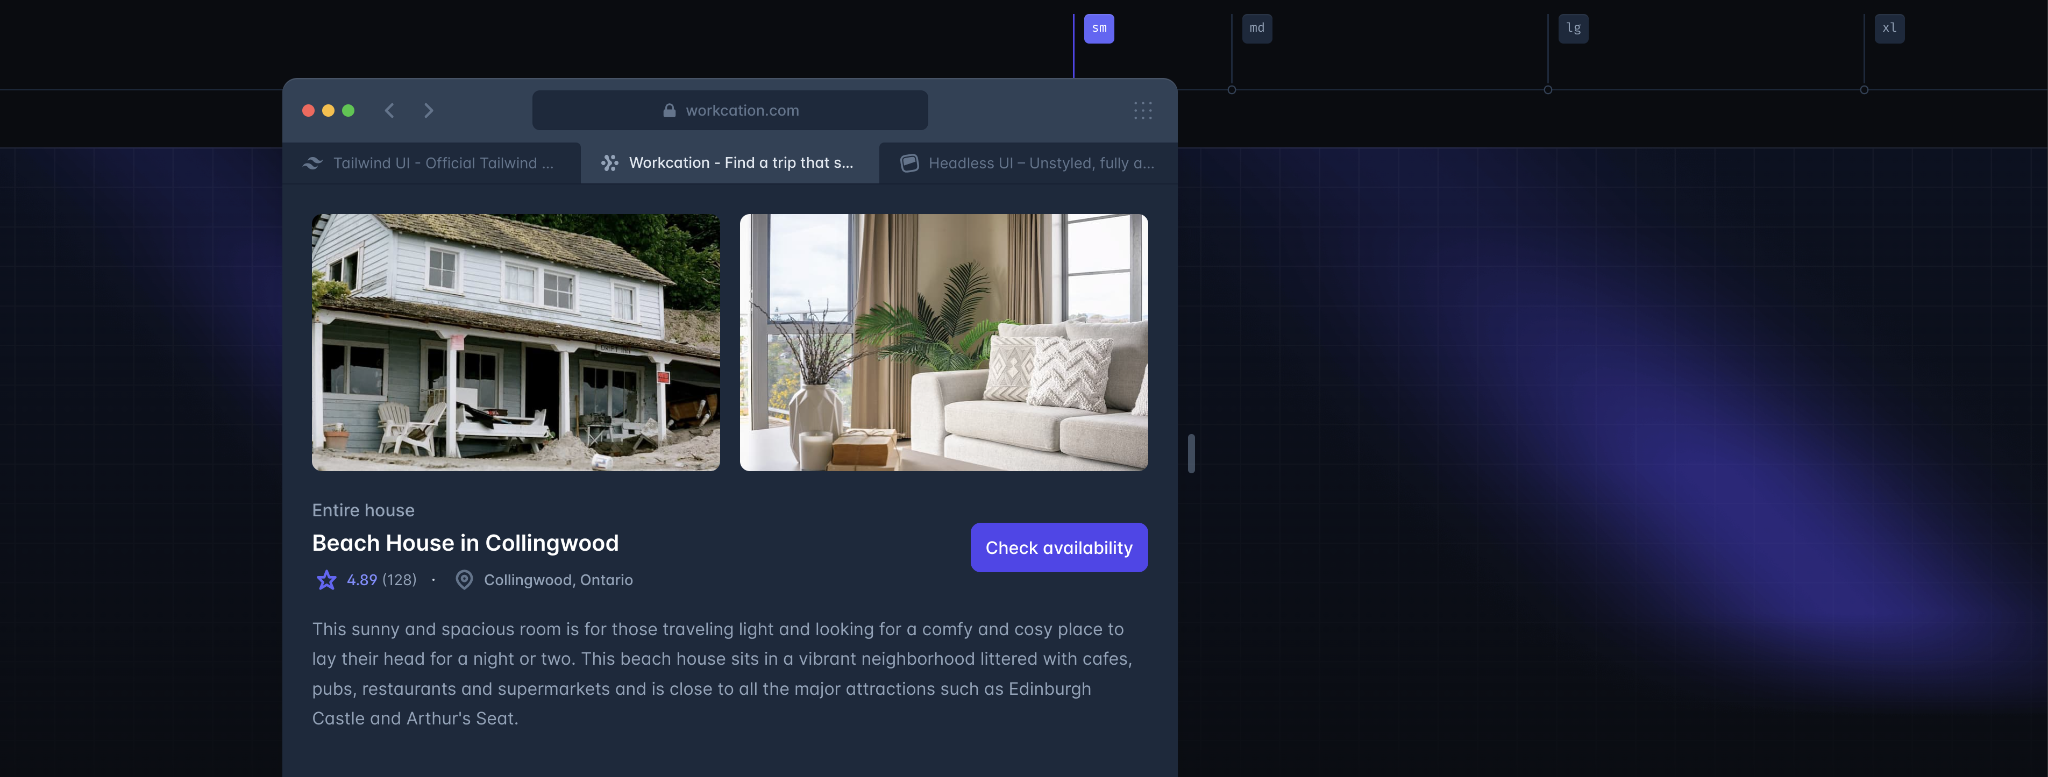 sm
md
lg
xl
workcation.com
Tailwind UI - Official Tailwind ...
Workcation - Find a trip that s...
Headless UI – Unstyled, fully a...
Entire house
Beach House in Collingwood
4.89 (128) · Collingwood, Ontario
Check availability
This sunny and spacious room is for those traveling light and looking for a comfy and cosy place to
lay their head for a night or two. This beach house sits in a vibrant neighborhood littered with cafes,
pubs, restaurants and supermarkets and is close to all the major attractions such as Edinburgh
Castle and Arthur's Seat.